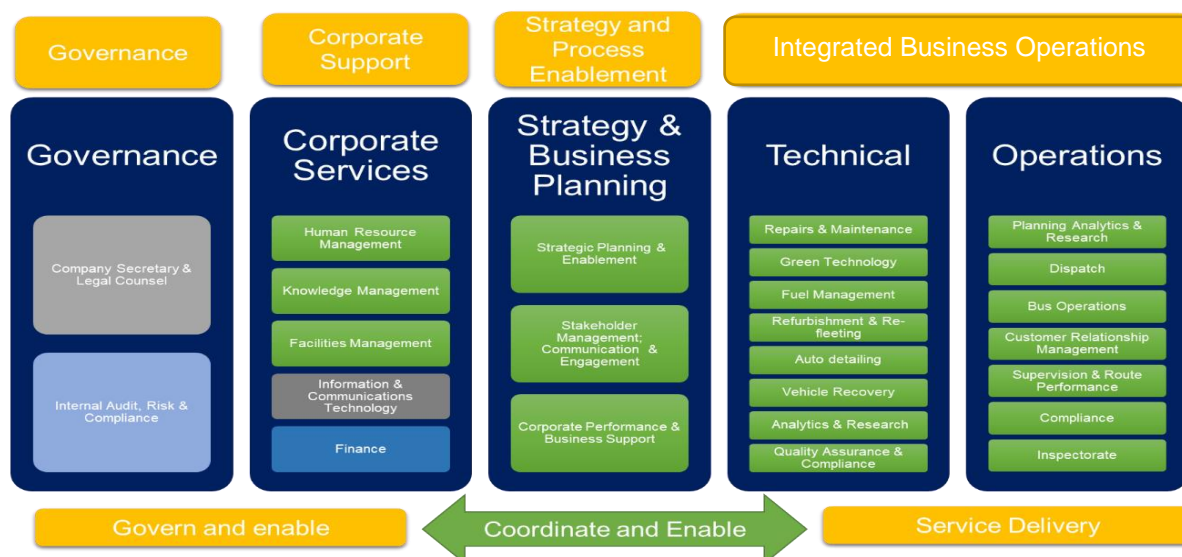 Governance
Corporate
Support
Strategy and
Process
Enablement
Integrated Business Operations
Governance
Company Secretary &
Legal Counsel
Internal Audit, Risk &
Compliance
Corporate
Services
Human Resource
Management
Knowledge Management
Facilities Management
Information &
Communications
Technology
Finance
Strategy &
Business
Planning
Strategic Planning &
Enablement
Stakeholder
Management;
Communication &
Engagement
Corporate Performance &
Business Support
Technical
Repairs & Maintenance
Green Technology
Fuel Management
Refurbishment & Re-
fleeting
Auto detailing
Vehicle Recovery
Analytics & Research
Quality Assurance &
Compliance
Operations
Planning Analytics &
Research
Dispatch
Bus Operations
Customer Relationship
Management
Supervision & Route
Performance
Compliance
Inspectorate
Govern and enable
Coordinate and Enable
Service Delivery